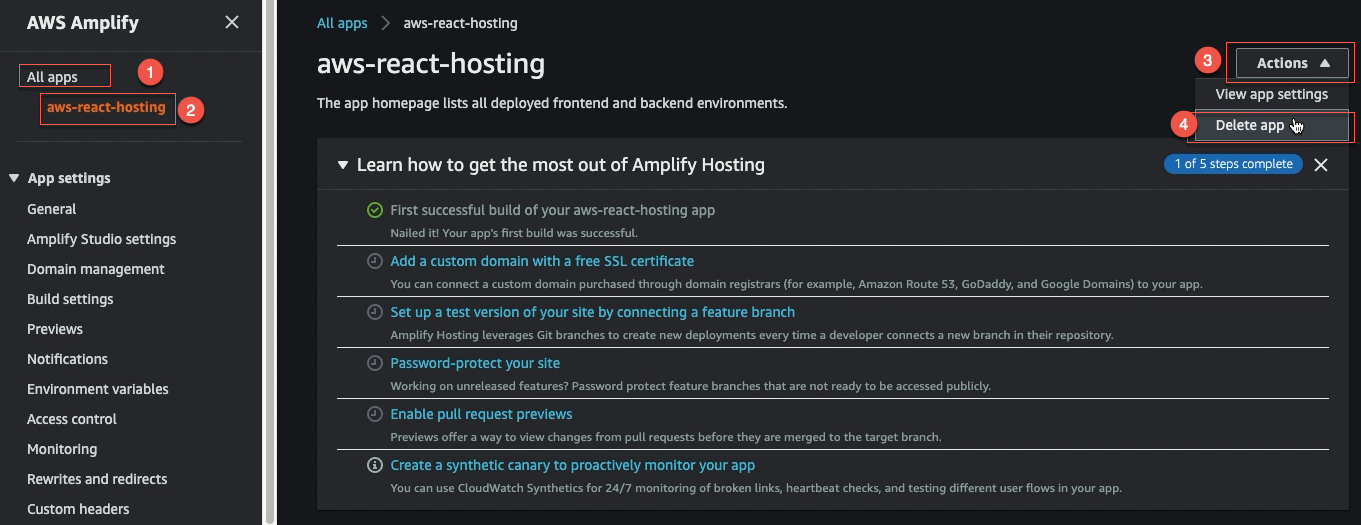 AWS Amplify
All apps
1
aws-react-hosting
2
App settings
General
Amplify Studio settings
Domain management
Build settings
Previews
Notifications
Environment variables
Access control
Monitoring
Rewrites and redirects
Custom headers
All apps aws-react-hosting
aws-react-hosting
The app homepage lists all deployed frontend and backend environments.
3
Actions
View app settings
4
Delete app
Learn how to get the most out of Amplify Hosting
1 of 5 steps complete
First successful build of your aws-react-hosting app
Nailed it! Your app's first build was successful.
Add a custom domain with a free SSL certificate
You can connect a custom domain purchased through domain registrars (for example, Amazon Route 53, GoDaddy, and Google Domains) to your app.
Set up a test version of your site by connecting a feature branch
Amplify Hosting leverages Git branches to create new deployments every time a developer connects a new branch in their repository.
Password-protect your site
Working on unreleased features? Password protect feature branches that are not ready to be accessed publicly.
Enable pull request previews
Previews offer a way to view changes from pull requests before they are merged to the target branch.
Create a synthetic canary to proactively monitor your app
You can use CloudWatch Synthetics for 24/7 monitoring of broken links, heartbeat checks, and testing different user flows in your app.